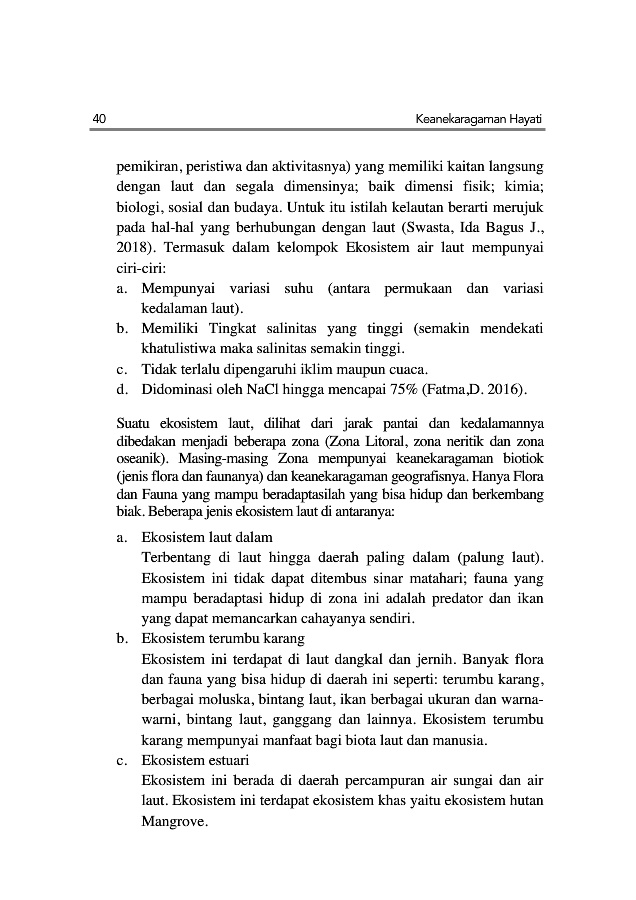 40 Keanekaragaman Hayati
pemikiran, peristiwa dan aktivitasnya) yang memiliki kaitan langsung
dengan laut dan segala dimensinya; baik dimensi fisik; kimia;
biologi, sosial dan budaya. Untuk itu istilah kelautan berarti merujuk
pada hal-hal yang berhubungan dengan laut (Swasta, Ida Bagus J.,
2018). Termasuk dalam kelompok Ekosistem air laut mempunyai
ciri-ciri:
a. Mempunyai variasi suhu (antara permukaan dan variasi
kedalaman laut).
b. Memiliki Tingkat salinitas yang tinggi (semakin mendekati
khatulistiwa maka salinitas semakin tinggi.
c. Tidak terlalu dipengaruhi iklim maupun cuaca.
d. Didominasi oleh NaCl hingga mencapai 75% (Fatma,D. 2016).
Suatu ekosistem laut, dilihat dari jarak pantai dan kedalamannya
dibedakan menjadi beberapa zona (Zona Litoral, zona neritik dan zona
oseanik). Masing-masing Zona mempunyai keanekaragaman biotiok
(jenis flora dan faunanya) dan keanekaragaman geografisnya. Hanya Flora
dan Fauna yang mampu beradaptasilah yang bisa hidup dan berkembang
biak. Beberapa jenis ekosistem laut di antaranya:
a. Ekosistem laut dalam
Terbentang di laut hingga daerah paling dalam (palung laut).
Ekosistem ini tidak dapat ditembus sinar matahari; fauna yang
mampu beradaptasi hidup di zona ini adalah predator dan ikan
yang dapat memancarkan cahayanya sendiri.
b. Ekosistem terumbu karang
Ekosistem ini terdapat di laut dangkal dan jernih. Banyak flora
dan fauna yang bisa hidup di daerah ini seperti: terumbu karang,
berbagai moluska, bintang laut, ikan berbagai ukuran dan warna-
warni, bintang laut, ganggang dan lainnya. Ekosistem terumbu
karang mempunyai manfaat bagi biota laut dan manusia.
c. Ekosistem estuari
Ekosistem ini berada di daerah percampuran air sungai dan air
laut. Ekosistem ini terdapat ekosistem khas yaitu ekosistem hutan
Mangrove.